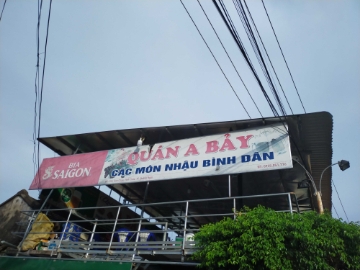 BIA
SAIGON
QUÁN A BẢY
CÁC MÓN NHẬU BÌNH DÂN